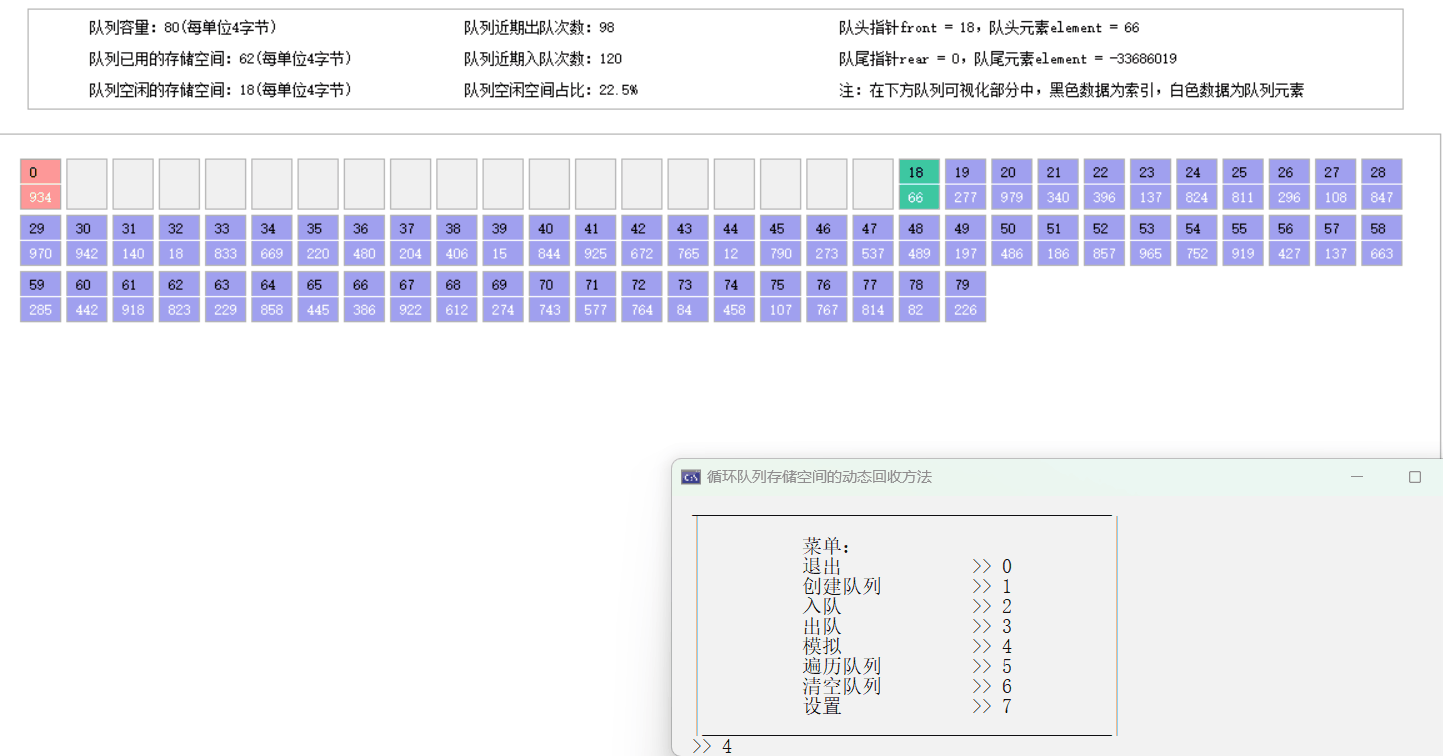 队列容量: 80(每单位4字节) 队列近期出队次数: 98 队头指针front = 18, 队头元素element = 66
队列已用的存储空间: 62(每单位4字节) 队列近期入队次数: 120 队尾指针rear = 0, 队尾元素element = -33686019
队列空闲的存储空间: 18(每单位4字节) 队列空闲空间占比: 22.5% 注: 在下方队列可视化部分中, 黑色数据为索引, 白色数据为队列元素
0 18 19 20 21 22 23 24 25 26 27 28
934 66 277 979 340 396 137 824 811 296 108 847
29 30 31 32 33 34 35 36 37 38 39 40 41 42 43 44 45 46 47 48 49 50 51 52 53 54 55 56 57 58
970 942 140 18 833 669 220 480 204 406 15 844 925 672 765 12 790 273 537 489 197 486 186 857 965 752 919 427 137 663
59 60 61 62 63 64 65 66 67 68 69 70 71 72 73 74 75 76 77 78 79
285 442 918 823 229 858 445 386 922 612 274 743 577 764 84 458 107 767 814 82 226
C:\ 循环队列存储空间的动态回收方法
菜单:
退出 >> 0
创建队列 >> 1
入队 >> 2
出队 >> 3
模拟 >> 4
遍历队列 >> 5
清空队列 >> 6
设置 >> 7
>> 4